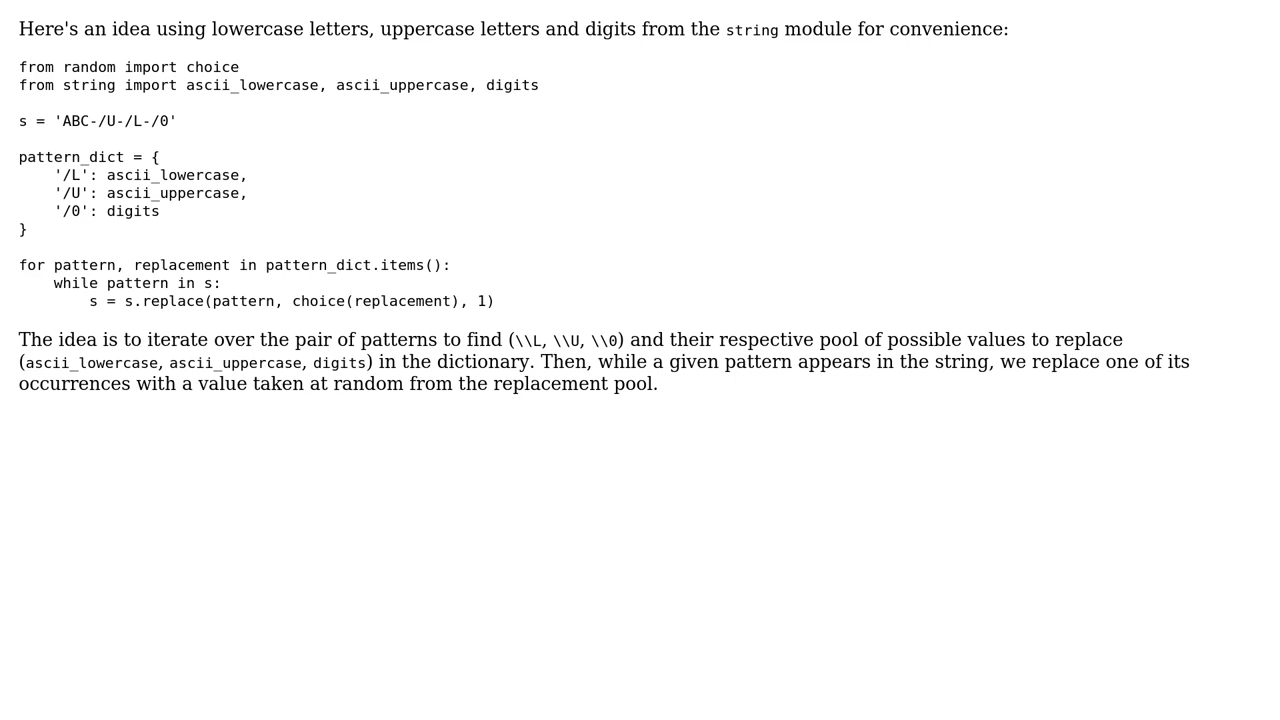 Here's an idea using lowercase letters, uppercase letters and digits from the string module for convenience:
from random import choice
from string import ascii_lowercase, ascii_uppercase, digits
s = 'ABC-/U-/L-/0'
pattern_dict = {
    '/L': ascii_lowercase,
    '/U': ascii_uppercase,
    '/0': digits
}
for pattern, replacement in pattern_dict.items():
    while pattern in s:
        s = s.replace(pattern, choice(replacement), 1)
The idea is to iterate over the pair of patterns to find (\\L, \\U, \\0) and their respective pool of possible values to replace
(ascii_lowercase, ascii_uppercase, digits) in the dictionary. Then, while a given pattern appears in the string, we replace one of its
occurrences with a value taken at random from the replacement pool.